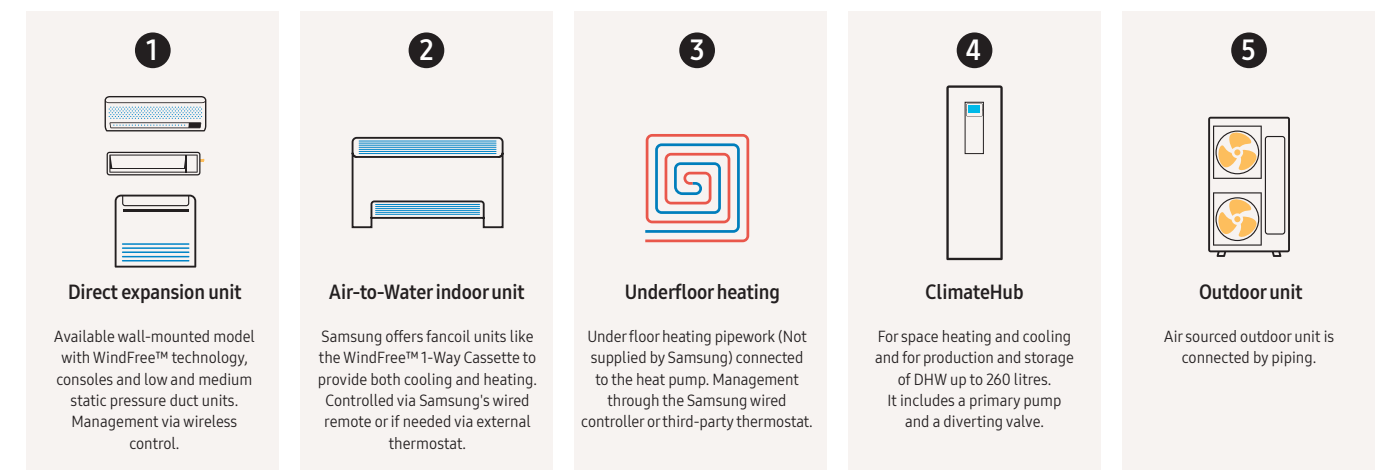 1
Direct expansion unit
Available wall-mounted model
with WindFree™ technology,
consoles and low and medium
static pressure duct units.
Management via wireless
control.
2
Air-to-Water indoor unit
Samsung offers fancoil units like
the WindFree™ 1-Way Cassette to
provide both cooling and heating.
Controlled via Samsung's wired
remote or if needed via external
thermostat.
3
Underfloor heating
Under floor heating pipework (Not
supplied by Samsung) connected
to the heat pump. Management
through the Samsung wired
controller or third-party thermostat.
4
ClimateHub
For space heating and cooling
and for production and storage
of DHW up to 260 litres.
It includes a primary pump
and a diverting valve.
5
Outdoor unit
Air sourced outdoor unit is
connected by piping.